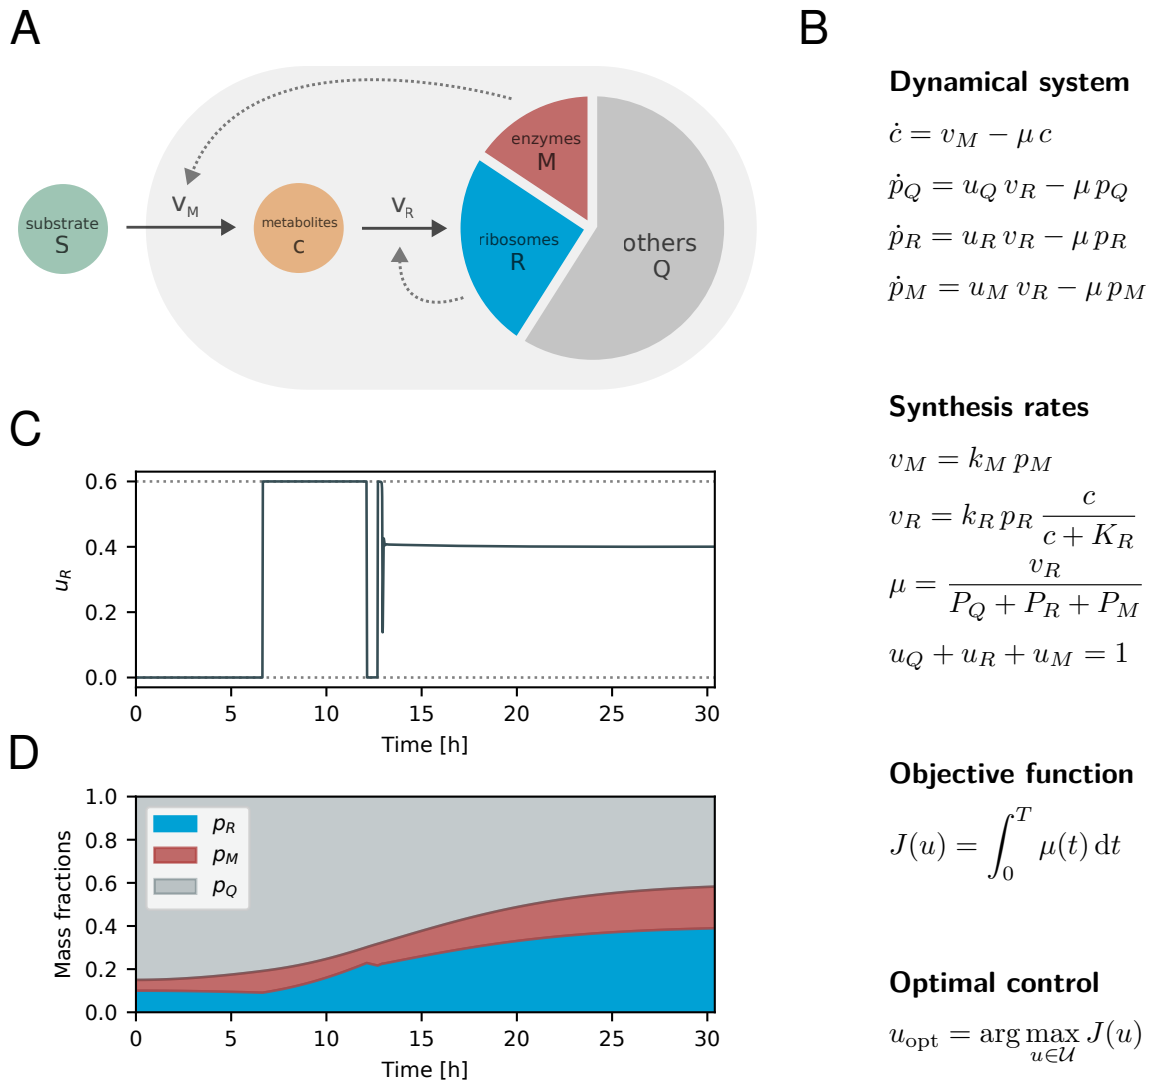 A
substrate
S
v_M
metabolites
c
v_R
enzymes
M
ribosomes
R
others
Q
B
Dynamical system
ċ = v_M − μ c
ṗ_Q = u_Q v_R − μ p_Q
ṗ_R = u_R v_R − μ p_R
ṗ_M = u_M v_R − μ p_M
Synthesis rates
v_M = k_M p_M
v_R = k_R p_R c / (c + K_R)
μ = v_R / (P_Q + P_R + P_M)
u_Q + u_R + u_M = 1
Objective function
J(u) = ∫_0^T μ(t) dt
Optimal control
u_opt = arg max_{u∈𝒰} J(u)
C
u_R
0.6
0.4
0.2
0.0
0 5 10 15 20 25 30
Time [h]
D
Mass fractions
1.0
0.8
0.6
0.4
0.2
0.0
p_R
p_M
p_Q
0 5 10 15 20 25 30
Time [h]